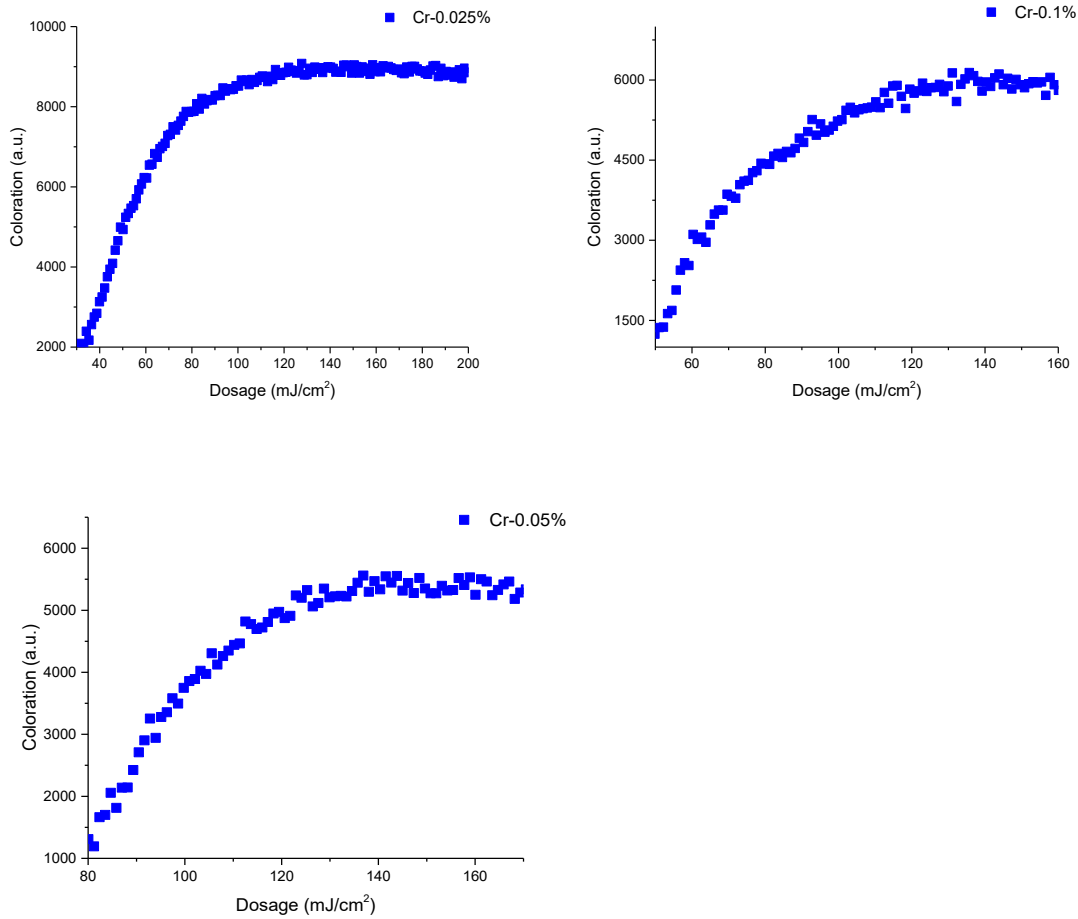 Cr-0.025%
10000
8000
6000
4000
2000
Coloration (a.u.)
40 60 80 100 120 140 160 180 200
Dosage (mJ/cm²)
Cr-0.1%
6000
4500
3000
1500
Coloration (a.u.)
60 80 100 120 140 160
Dosage (mJ/cm²)
Cr-0.05%
6000
5000
4000
3000
2000
1000
Coloration (a.u.)
80 100 120 140 160
Dosage (mJ/cm²)